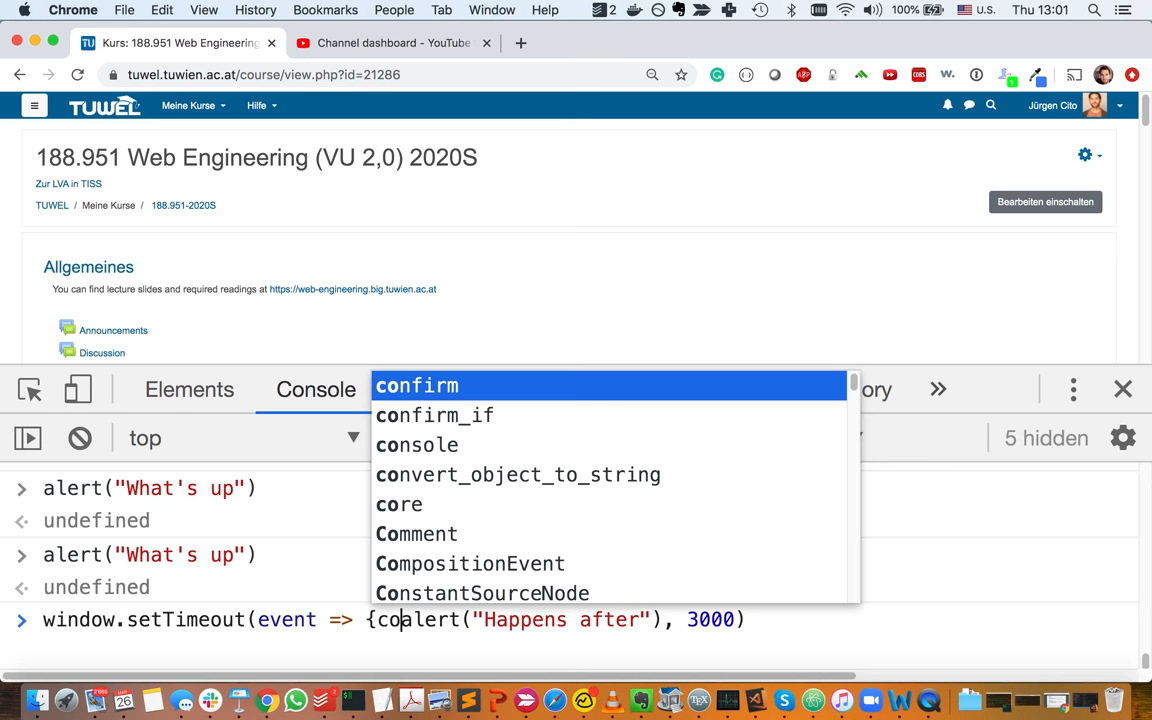 Chrome File Edit View History Bookmarks People Tab Window Help 2 100% U.S. Thu 13:01
TU Kurs: 188.951 Web Engineering Channel dashboard - YouTube
tuwel.tuwien.ac.at/course/view.php?id=21286 ABP CDRS W. 1
TUWEL Meine Kurse Hilfe Jürgen Cito
188.951 Web Engineering (VU 2,0) 2020S
Zur LVA in TISS
TUWEL / Meine Kurse / 188.951-2020S
Bearbeiten einschalten
Allgemeines
You can find lecture slides and required readings at https://web-engineering.big.tuwien.ac.at
Announcements
Discussion
Elements Console ory »
top 5 hidden
confirm
confirm_if
console
convert_object_to_string
core
Comment
CompositionEvent
ConstantSourceNode
> alert("What's up")
undefined
> alert("What's up")
undefined
> window.setTimeout(event => {coalert("Happens after"), 3000)